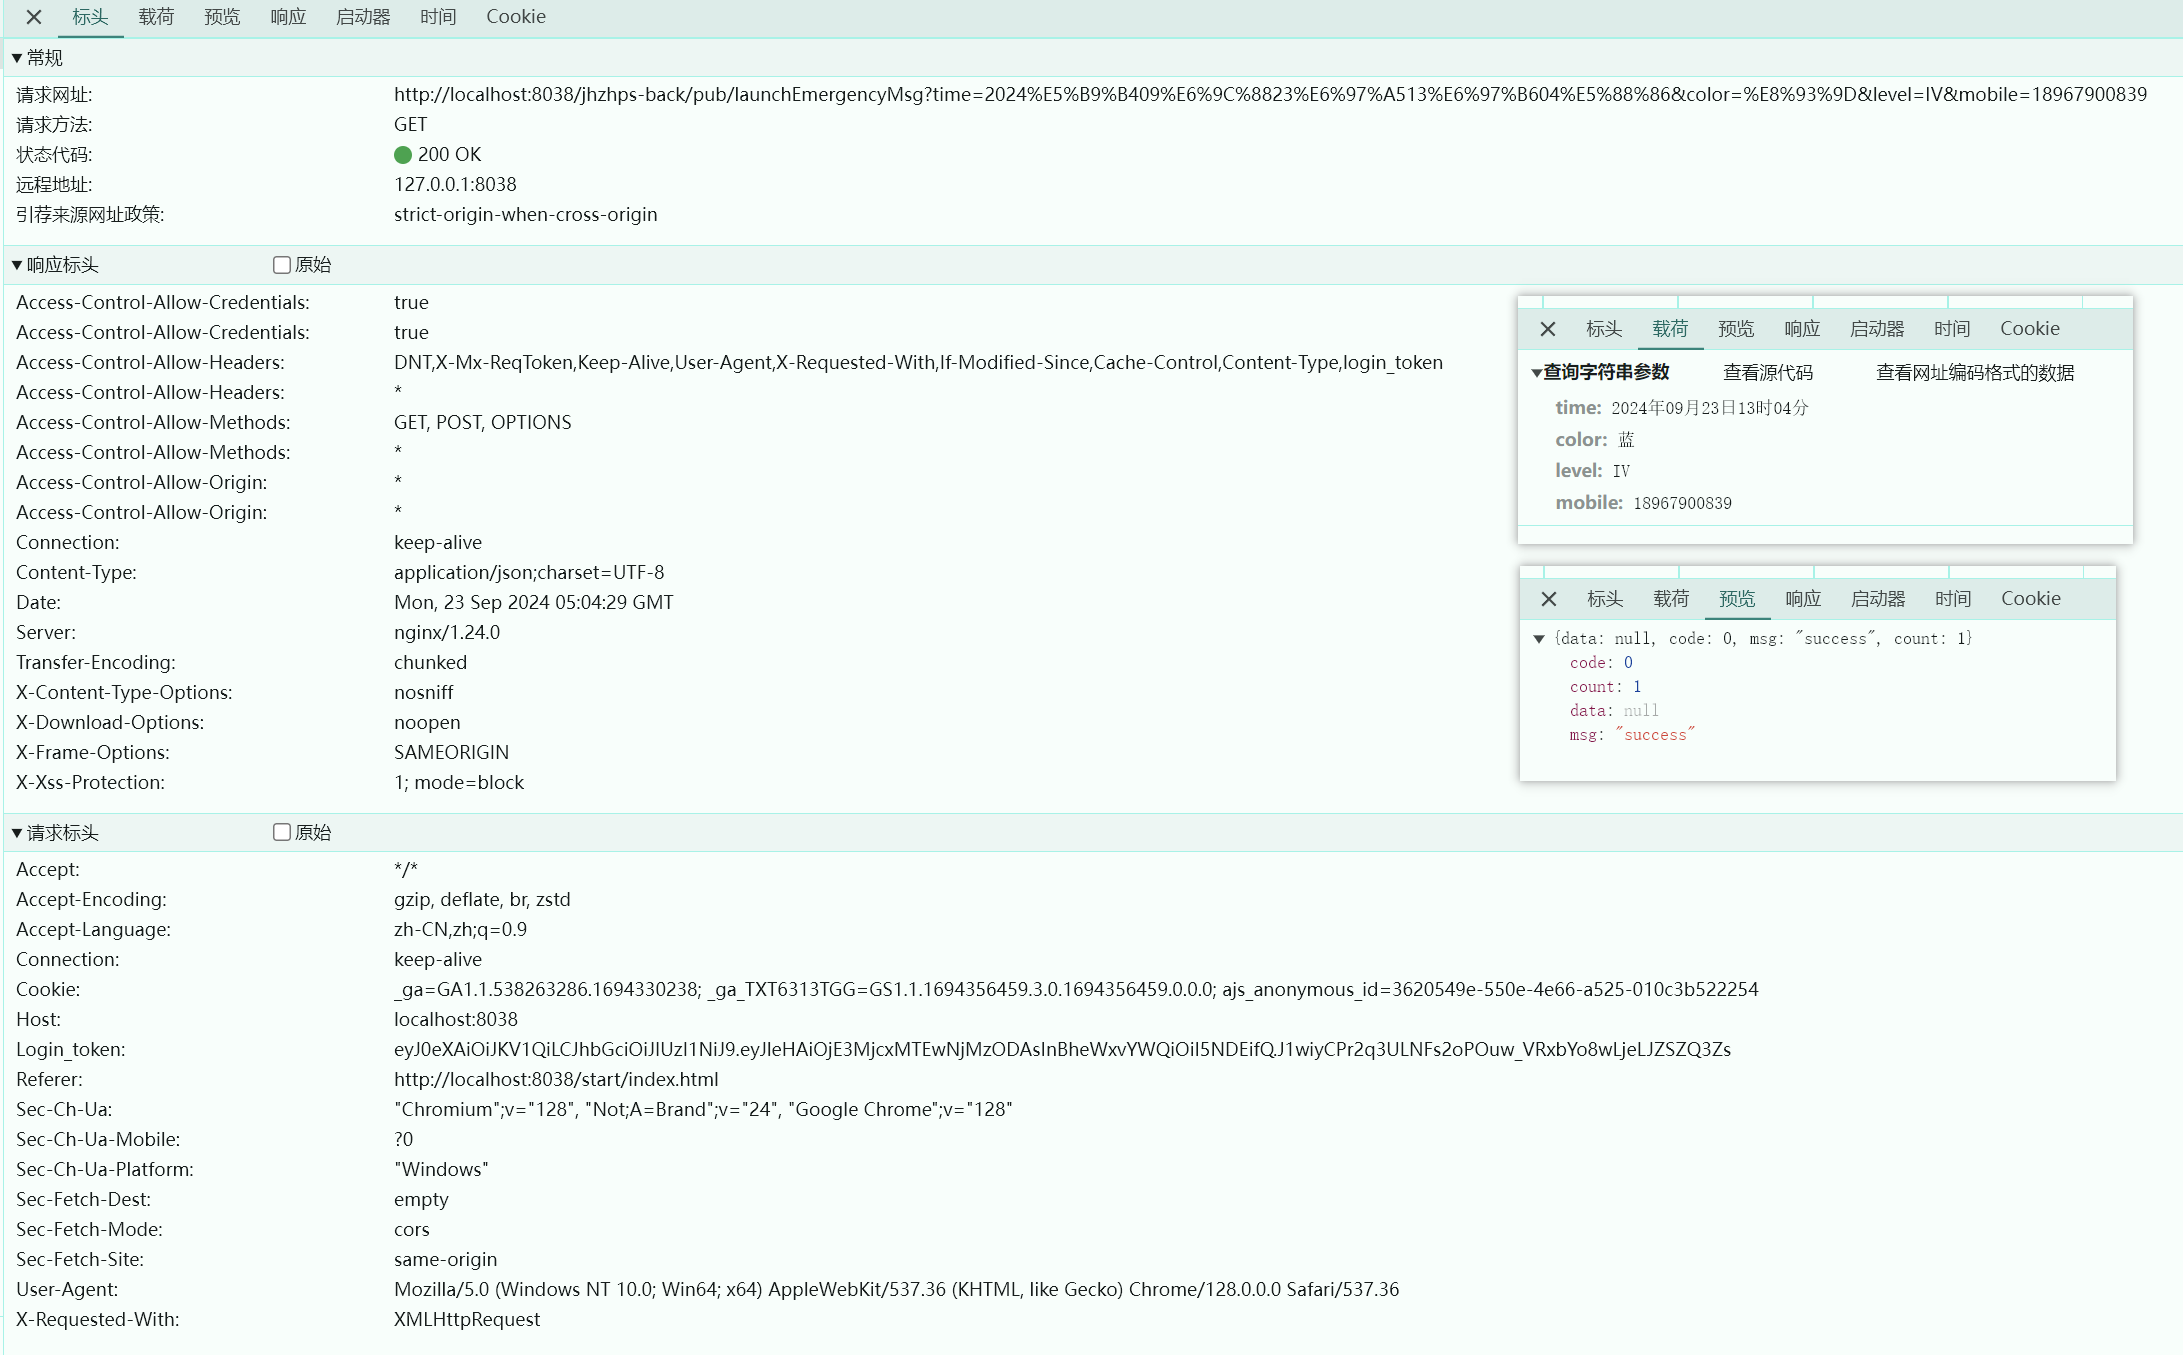 标头 载荷 预览 响应 启动器 时间 Cookie
常规
请求网址: http://localhost:8038/jhzhps-back/pub/launchEmergencyMsg?time=2024%E5%B9%B409%E6%9C%8823%E6%97%A513%E6%97%B604%E5%88%86&color=%E8%93%9D&level=IV&mobile=18967900839
请求方法: GET
状态代码: 200 OK
远程地址: 127.0.0.1:8038
引荐来源网址政策: strict-origin-when-cross-origin
响应标头 原始
Access-Control-Allow-Credentials: true
Access-Control-Allow-Credentials: true
Access-Control-Allow-Headers: DNT,X-Mx-ReqToken,Keep-Alive,User-Agent,X-Requested-With,If-Modified-Since,Cache-Control,Content-Type,login_token
Access-Control-Allow-Headers: *
Access-Control-Allow-Methods: GET, POST, OPTIONS
Access-Control-Allow-Methods: *
Access-Control-Allow-Origin: *
Access-Control-Allow-Origin: *
Connection: keep-alive
Content-Type: application/json;charset=UTF-8
Date: Mon, 23 Sep 2024 05:04:29 GMT
Server: nginx/1.24.0
Transfer-Encoding: chunked
X-Content-Type-Options: nosniff
X-Download-Options: noopen
X-Frame-Options: SAMEORIGIN
X-Xss-Protection: 1; mode=block
标头 载荷 预览 响应 启动器 时间 Cookie
查询字符串参数 查看源代码 查看网址编码格式的数据
time: 2024年09月23日13时04分
color: 蓝
level: IV
mobile: 18967900839
标头 载荷 预览 响应 启动器 时间 Cookie
{data: null, code: 0, msg: "success", count: 1}
code: 0
count: 1
data: null
msg: "success"
请求标头 原始
Accept: */*
Accept-Encoding: gzip, deflate, br, zstd
Accept-Language: zh-CN,zh;q=0.9
Connection: keep-alive
Cookie: _ga=GA1.1.538263286.1694330238; _ga_TXT6313TGG=GS1.1.1694356459.3.0.1694356459.0.0.0; ajs_anonymous_id=3620549e-550e-4e66-a525-010c3b522254
Host: localhost:8038
Login_token: eyJ0eXAiOiJKV1QiLCJhbGciOiJIUzI1NiJ9.eyJleHAiOjE3MjcxMTEwNjMzODAsInBheWxvYWQiOiI5NDEifQ.J1wiyCPr2q3ULNFs2oPOuw_VRxbYo8wLjeLJZSZQ3Zs
Referer: http://localhost:8038/start/index.html
Sec-Ch-Ua: "Chromium";v="128", "Not;A=Brand";v="24", "Google Chrome";v="128"
Sec-Ch-Ua-Mobile: ?0
Sec-Ch-Ua-Platform: "Windows"
Sec-Fetch-Dest: empty
Sec-Fetch-Mode: cors
Sec-Fetch-Site: same-origin
User-Agent: Mozilla/5.0 (Windows NT 10.0; Win64; x64) AppleWebKit/537.36 (KHTML, like Gecko) Chrome/128.0.0.0 Safari/537.36
X-Requested-With: XMLHttpRequest